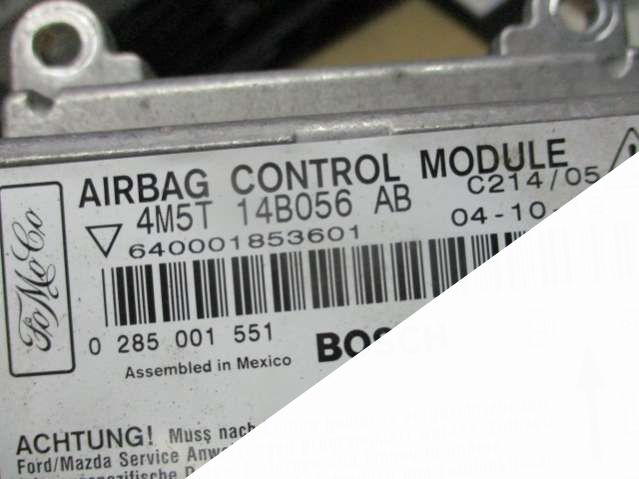 AIRBAG CONTROL MODULE
4M5T 14B056 AB
C214/05
640001853601
04-10-
FoMoCo
0 285 001 551
Assembled in Mexico
BOSCH
ACHTUNG! Muss nach
Ford/Mazda Service